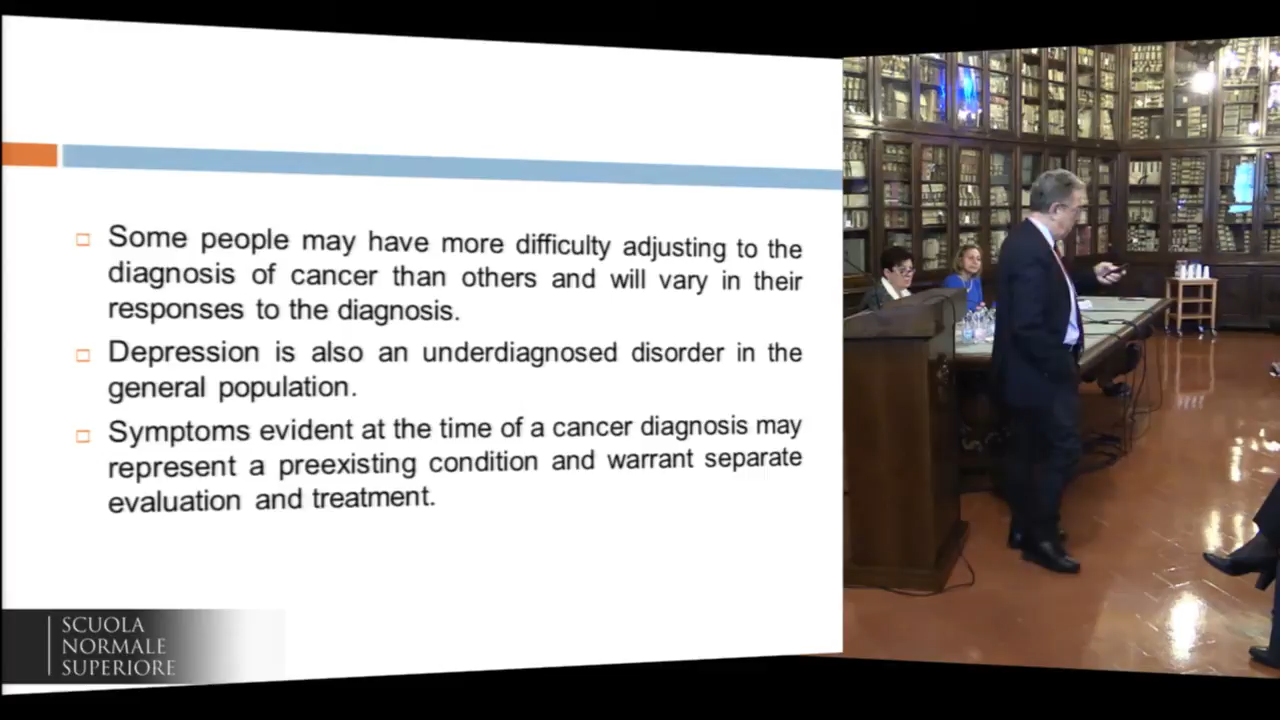 Some people may have more difficulty adjusting to the
diagnosis of cancer than others and will vary in their
responses to the diagnosis.
Depression is also an underdiagnosed disorder in the
general population.
Symptoms evident at the time of a cancer diagnosis may
represent a preexisting condition and warrant separate
evaluation and treatment.
SCUOLA
NORMALE
SUPERIORE